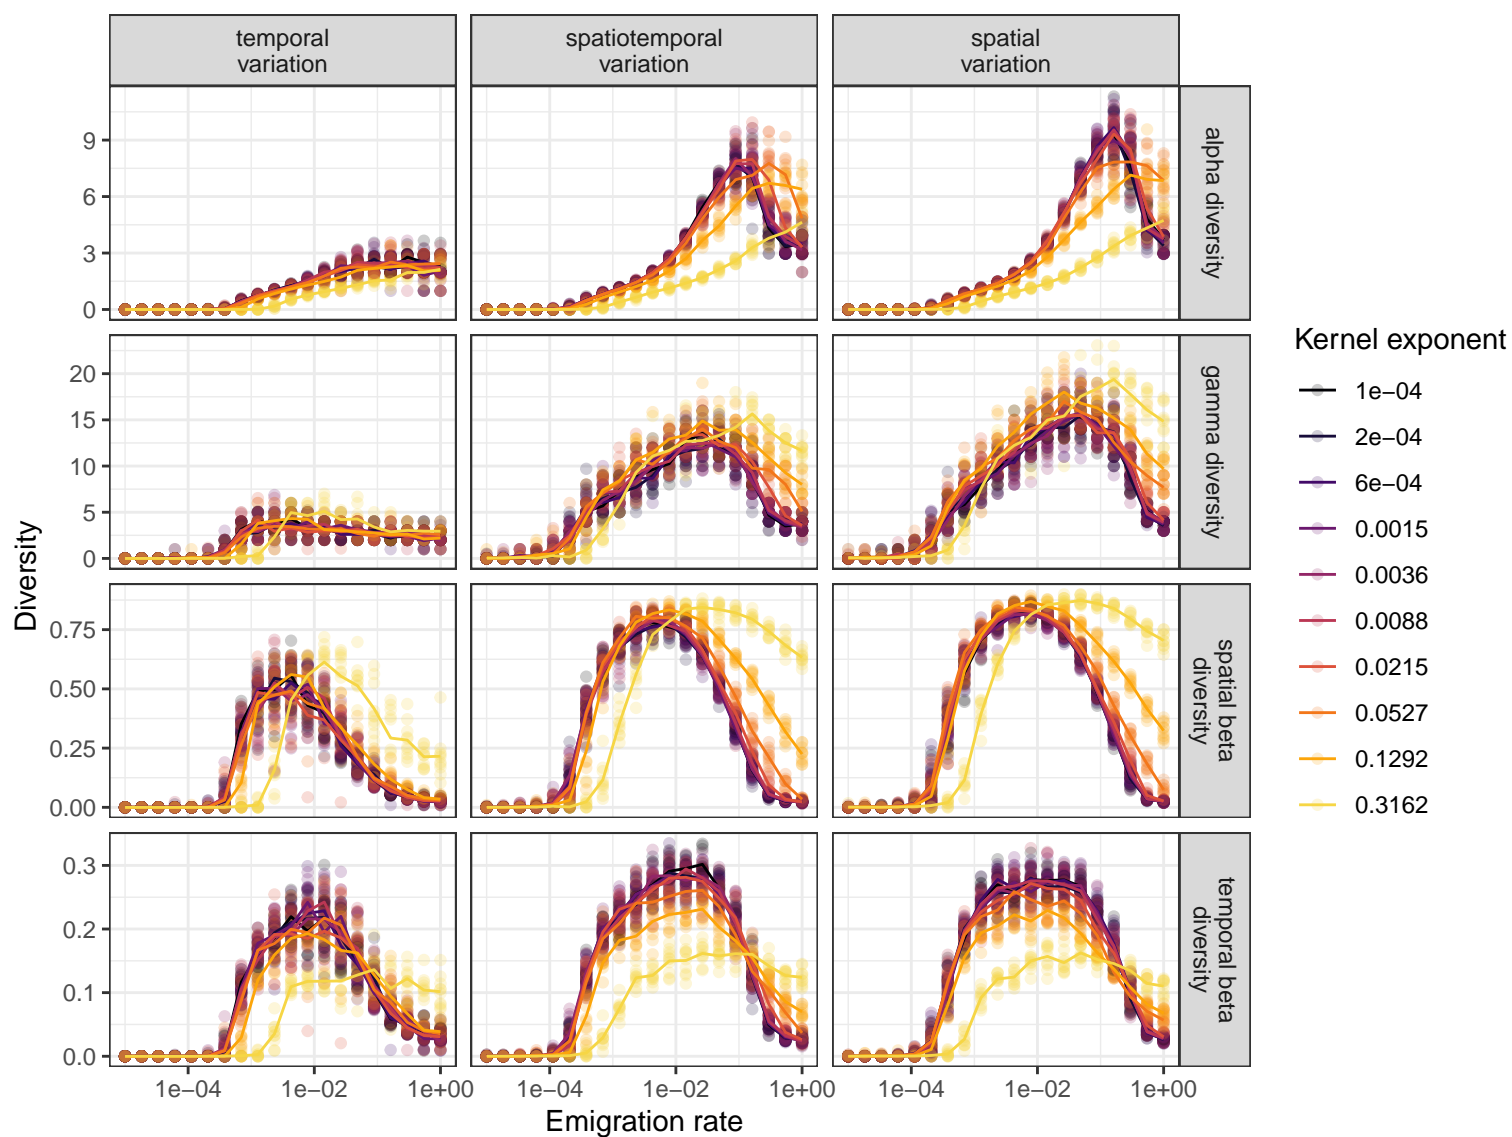 temporal
variation
spatiotemporal
variation
spatial
variation
9
6
3
0
alpha diversity
20
15
10
5
0
gamma diversity
0.75
0.50
0.25
0.00
spatial beta
diversity
0.3
0.2
0.1
0.0
temporal beta
diversity
1e−04
1e−02
1e+00
1e−04
1e−02
1e+00
1e−04
1e−02
1e+00
Emigration rate
Diversity
Kernel exponent
1e−04
2e−04
6e−04
0.0015
0.0036
0.0088
0.0215
0.0527
0.1292
0.3162